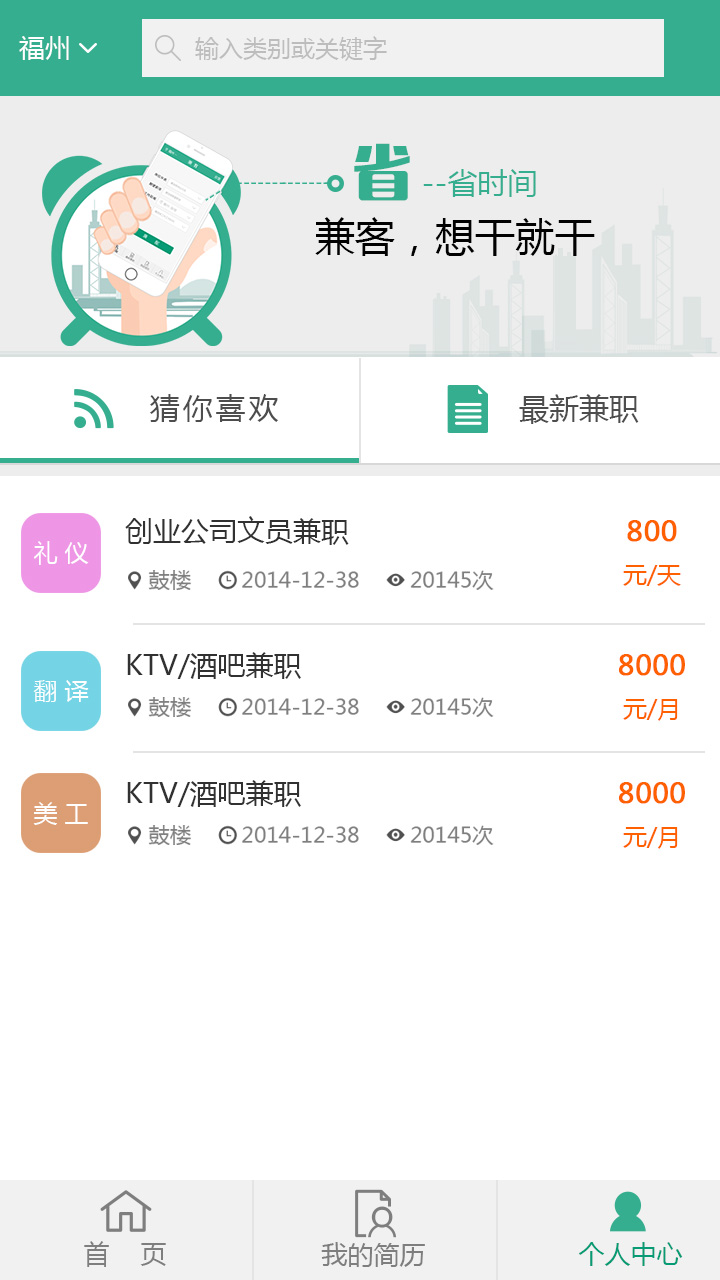 福州
输入类别或关键字
省 --省时间
兼客，想干就干
猜你喜欢
最新兼职
礼仪
创业公司文员兼职
800
鼓楼 2014-12-38 20145次
元/天
翻译
KTV/酒吧兼职
8000
鼓楼 2014-12-38 20145次
元/月
美工
KTV/酒吧兼职
8000
鼓楼 2014-12-38 20145次
元/月
首 页
我的简历
个人中心